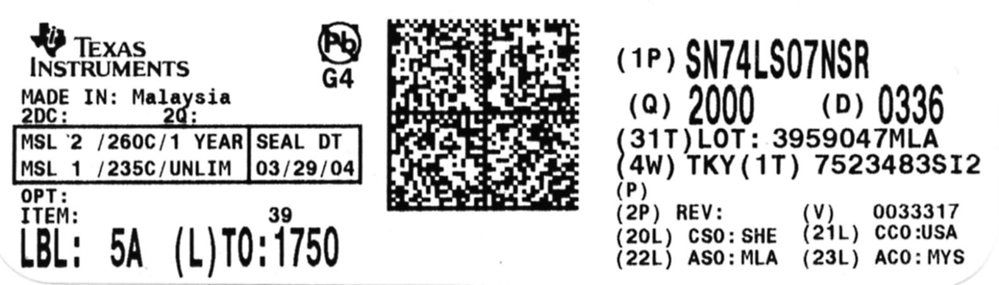 TEXAS
INSTRUMENTS
Pb
G4
MADE IN: Malaysia
2DC: 2Q:
MSL '2 /260C/1 YEAR SEAL DT
MSL 1 /235C/UNLIM 03/29/04
OPT:
ITEM: 39
LBL: 5A (L)TO:1750
(1P) SN74LS07NSR
(Q) 2000 (D) 0336
(31T)LOT: 3959047MLA
(4W) TKY(1T) 7523483SI2
(P)
(2P) REV: (V) 0033317
(20L) CSO:SHE (21L) CCO:USA
(22L) ASO:MLA (23L) ACO:MYS